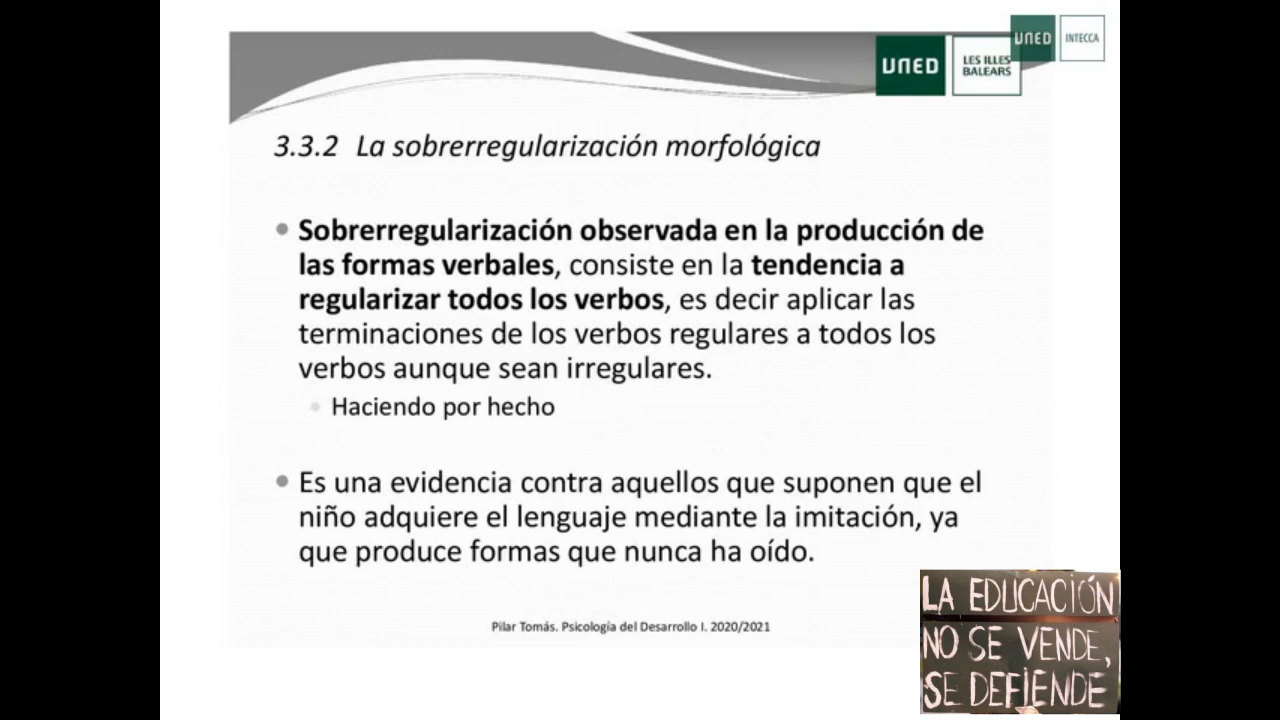 UNED
INTECCA
UNED
LES ILLES
BALEARS
3.3.2 La sobrerregularización morfológica
Sobrerregularización observada en la producción de
las formas verbales, consiste en la tendencia a
regularizar todos los verbos, es decir aplicar las
terminaciones de los verbos regulares a todos los
verbos aunque sean irregulares.
Haciendo por hecho
Es una evidencia contra aquellos que suponen que el
niño adquiere el lenguaje mediante la imitación, ya
que produce formas que nunca ha oído.
Pilar Tomás. Psicología del Desarrollo I. 2020/2021
LA EDUCACIÓN
NO SE VENDE,
SE DEFIENDE